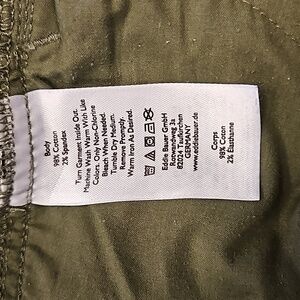 Body
98% Cotton
2% Spandex
Turn Garment Inside Out.
Machine Wash Warm With Like
Colors. Only Non-Chlorine
Bleach When Needed.
Tumble Dry Medium.
Remove Promptly.
Warm Iron As Desired.
Eddie Bauer GmbH
Rotwandweg 3a
82024 Taufkirchen
GERMANY
www.eddiebauer.de
Corps
98% Cotton
2% Élasthanne